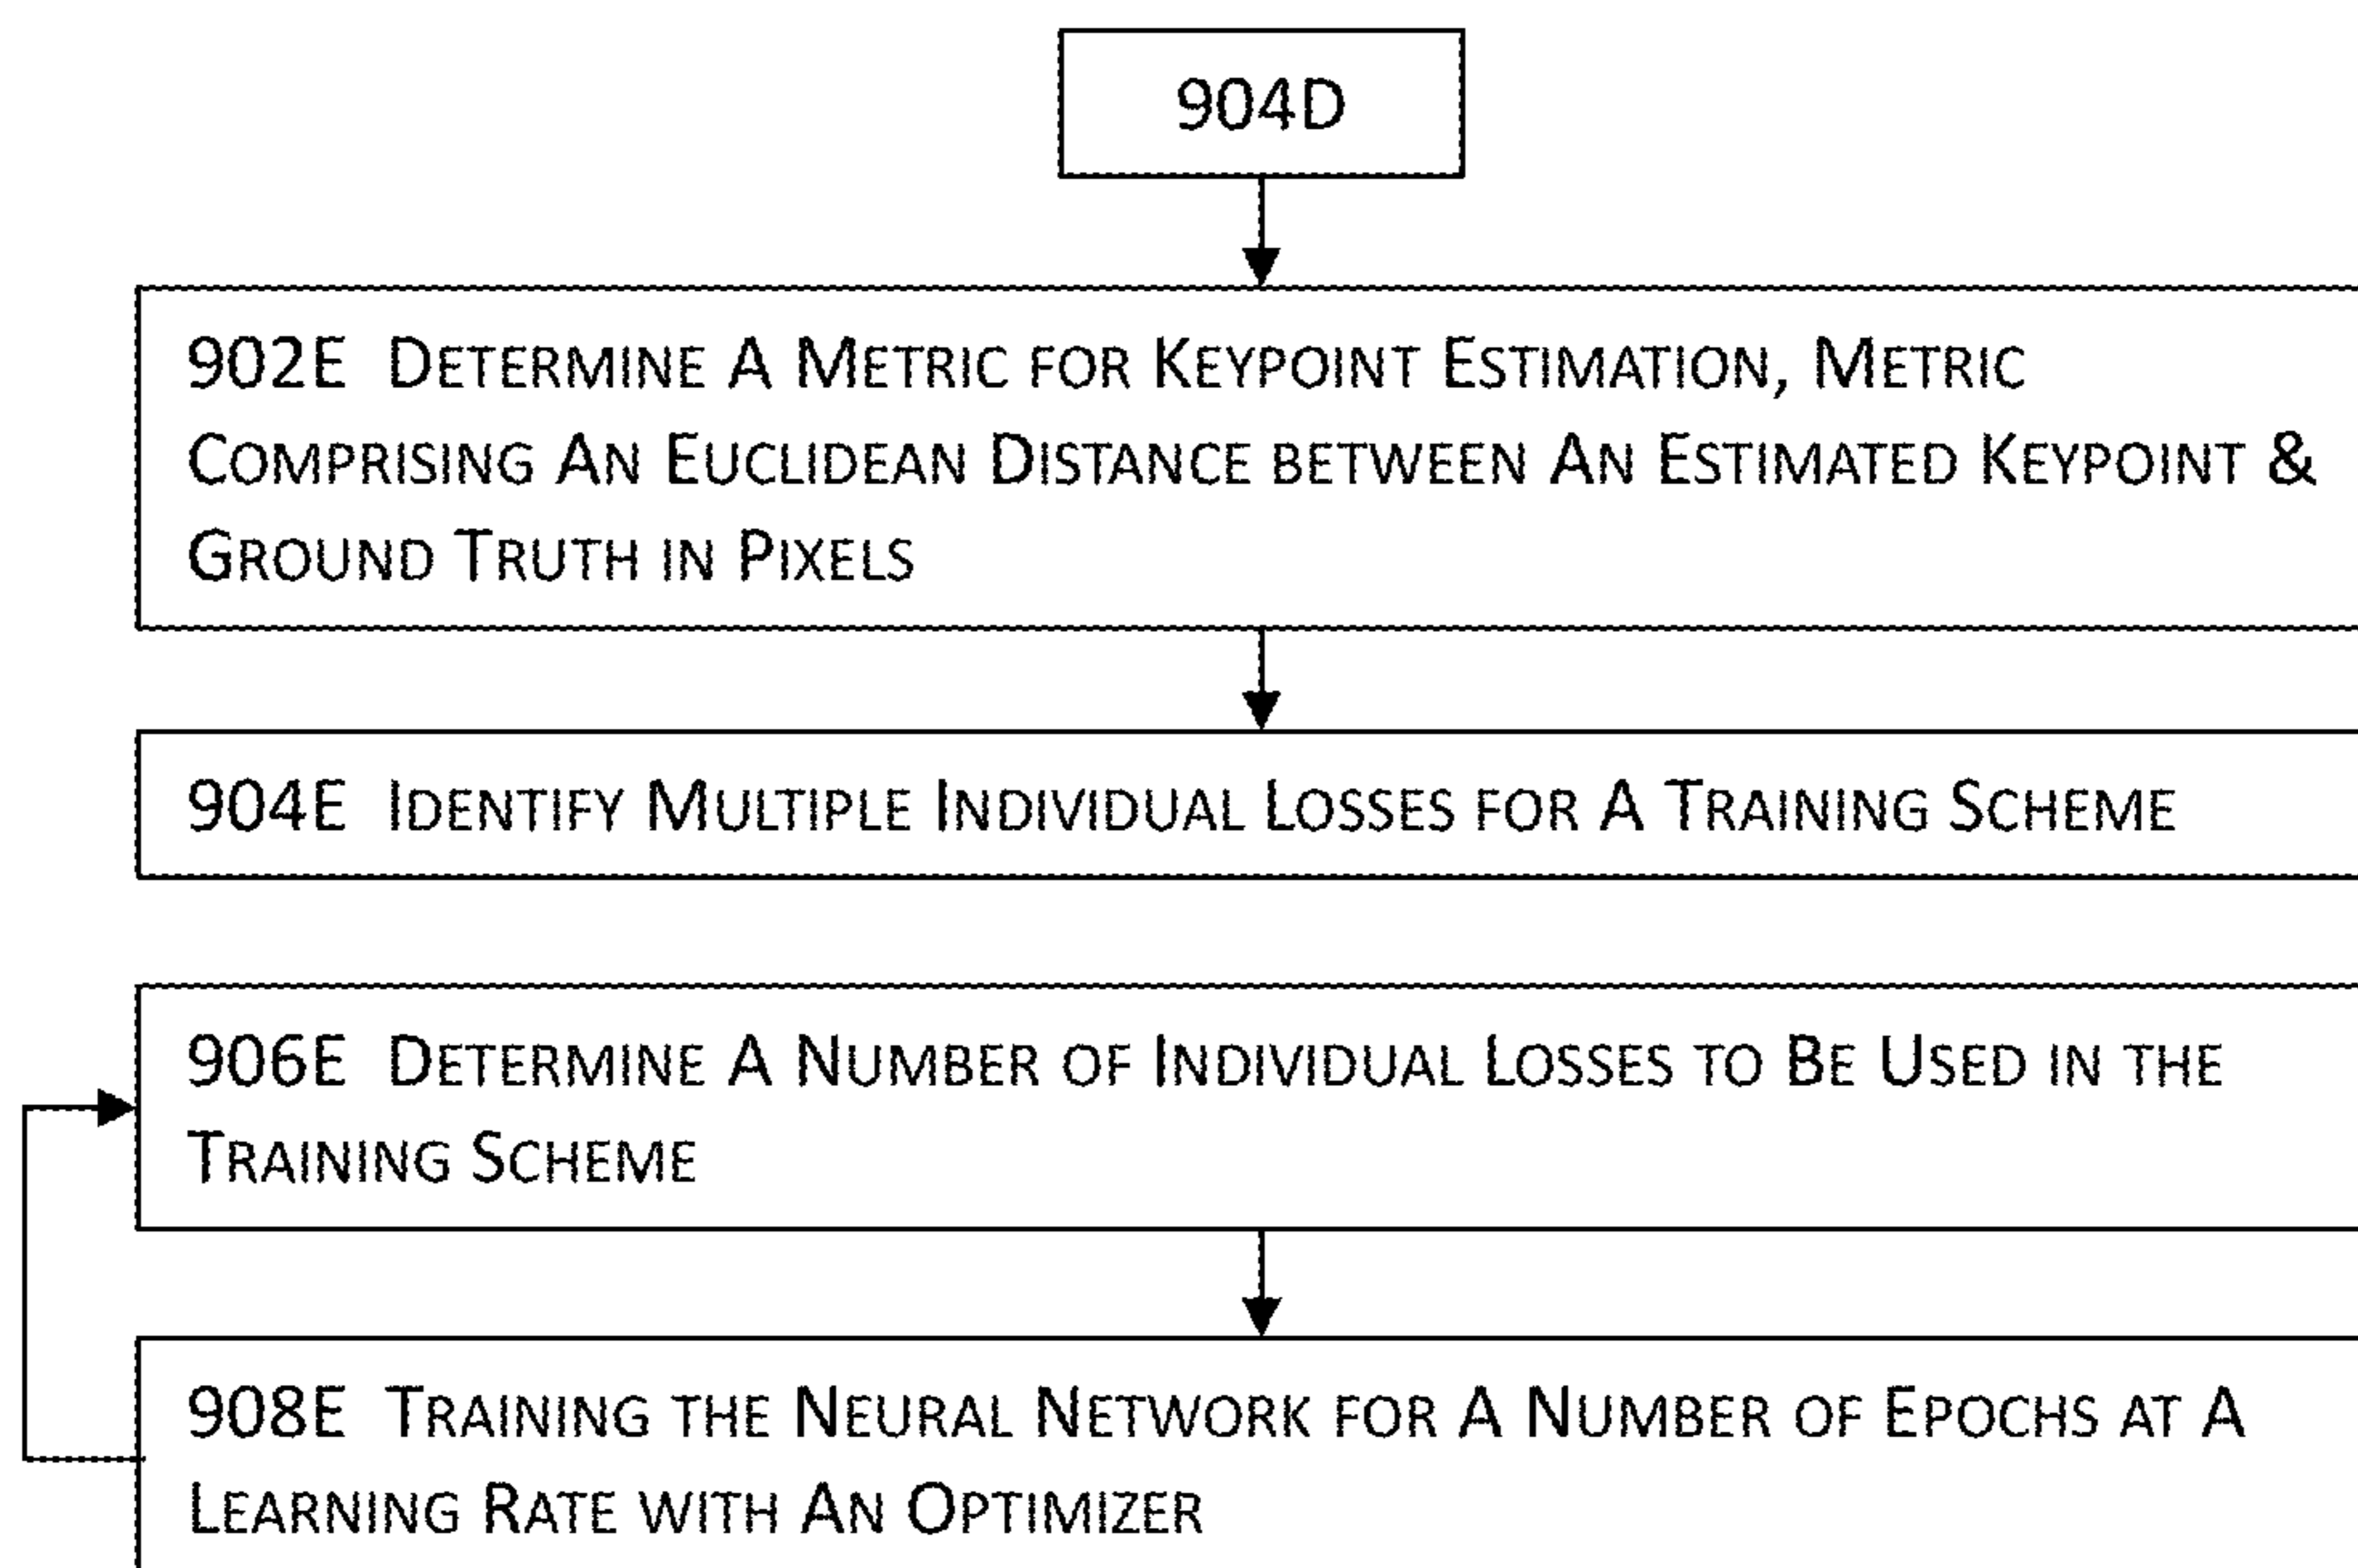 904D
902E DETERMINE A METRIC FOR KEYPOINT ESTIMATION, METRIC
COMPRISING AN EUCLIDEAN DISTANCE BETWEEN AN ESTIMATED KEYPOINT &
GROUND TRUTH IN PIXELS
904E IDENTIFY MULTIPLE INDIVIDUAL LOSSES FOR A TRAINING SCHEME
906E DETERMINE A NUMBER OF INDIVIDUAL LOSSES TO BE USED IN THE
TRAINING SCHEME
908E TRAINING THE NEURAL NETWORK FOR A NUMBER OF EPOCHS AT A
LEARNING RATE WITH AN OPTIMIZER